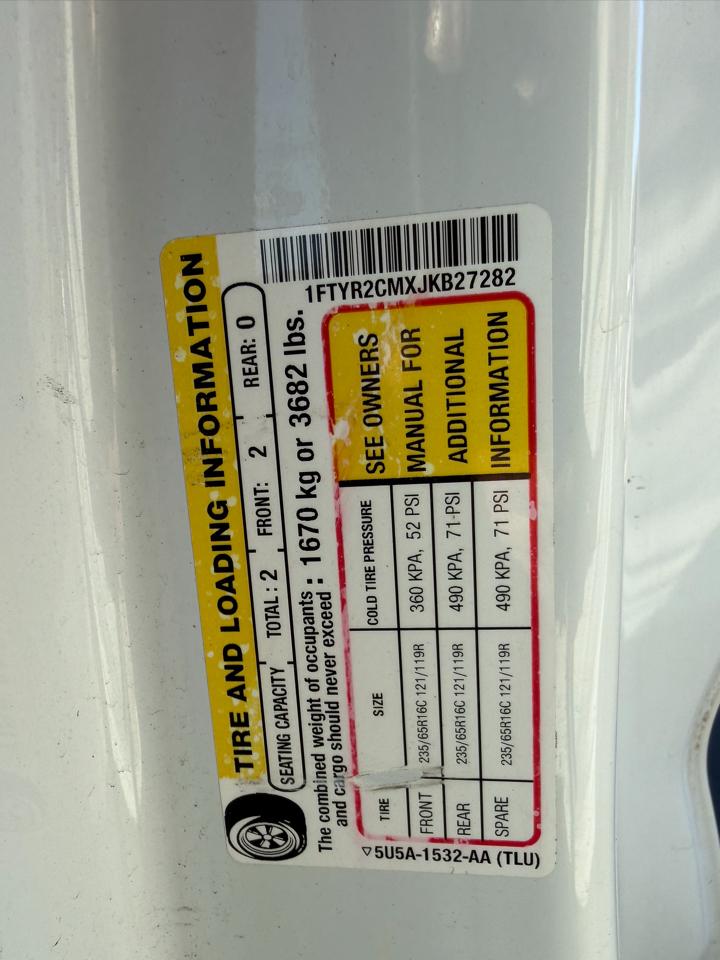 TIRE AND LOADING INFORMATION
SEATING CAPACITY TOTAL : 2 FRONT: 2 REAR: 0
The combined weight of occupants
and cargo should never exceed : 1670 kg or 3682 lbs.
1FTYR2CMXJKB27282
TIRE SIZE COLD TIRE PRESSURE SEE OWNERS
FRONT 235/65R16C 121/119R 360 KPA, 52 PSI MANUAL FOR
REAR 235/65R16C 121/119R 490 KPA, 71 PSI ADDITIONAL
SPARE 235/65R16C 121/119R 490 KPA, 71 PSI INFORMATION
5U5A-1532-AA (TLU)